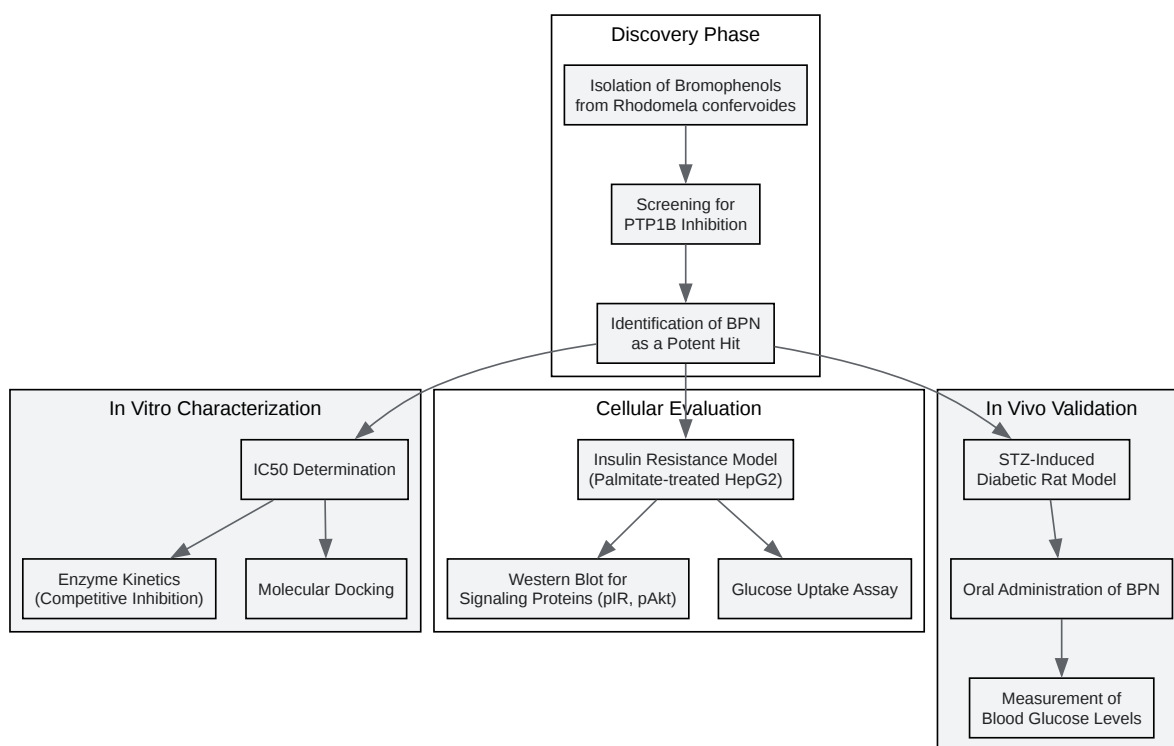 Discovery Phase
Isolation of Bromophenols
from Rhodomela confervoides
Screening for
PTP1B Inhibition
Identification of BPN
as a Potent Hit
In Vitro Characterization
IC50 Determination
Enzyme Kinetics
(Competitive Inhibition)
Molecular Docking
Cellular Evaluation
Insulin Resistance Model
(Palmitate-treated HepG2)
Western Blot for
Signaling Proteins (pIR, pAkt)
Glucose Uptake Assay
In Vivo Validation
STZ-Induced
Diabetic Rat Model
Oral Administration of BPN
Measurement of
Blood Glucose Levels